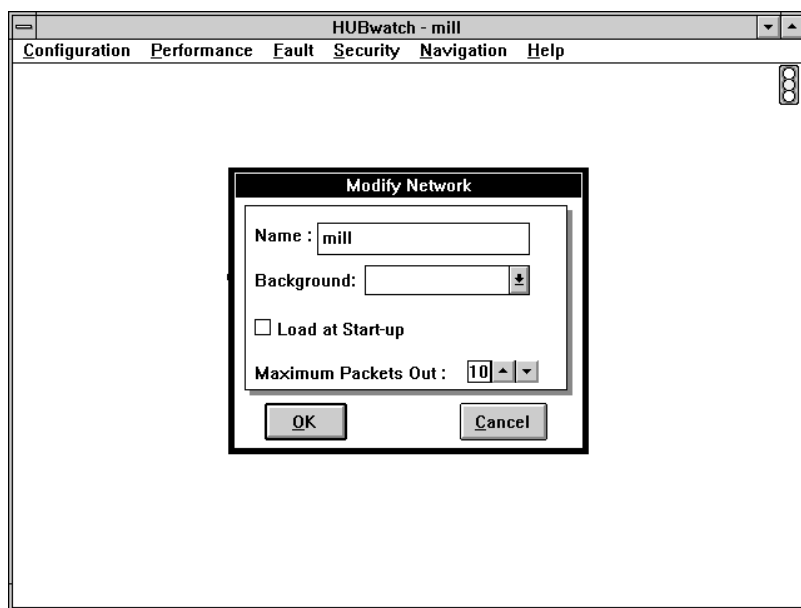 HUBwatch - mill
Configuration Performance Fault Security Navigation Help
Modify Network
Name : mill
Background:
Load at Start-up
Maximum Packets Out : 10
OK Cancel